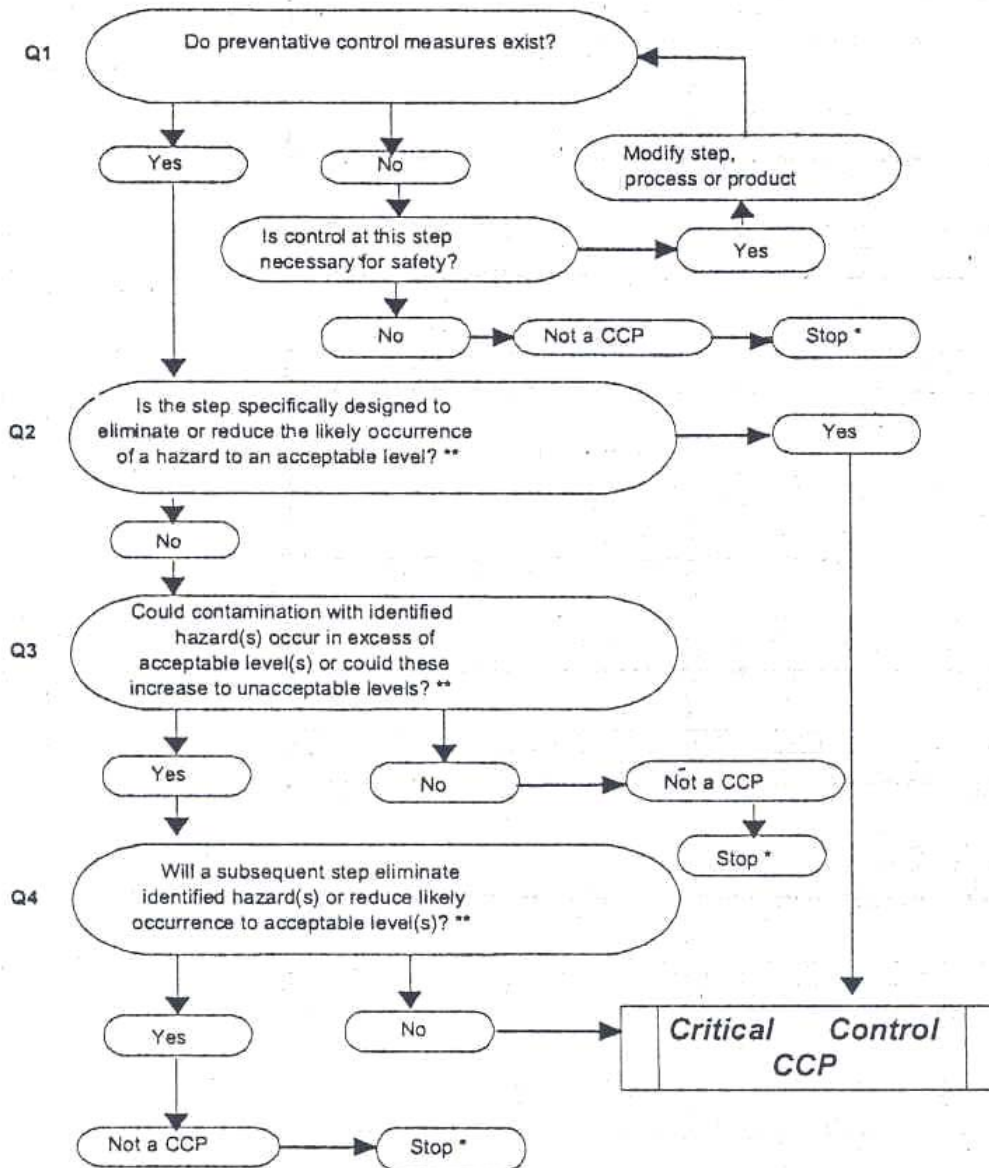 Q1
Do preventative control measures exist?
Yes
No
Modify step,
process or product
Is control at this step
necessary for safety?
Yes
No
Not a CCP
Stop *
Q2
Is the step specifically designed to
eliminate or reduce the likely occurrence
of a hazard to an acceptable level? **
Yes
No
Q3
Could contamination with identified
hazard(s) occur in excess of
acceptable level(s) or could these
increase to unacceptable levels? **
Yes
No
Not a CCP
Stop *
Q4
Will a subsequent step eliminate
identified hazard(s) or reduce likely
occurrence to acceptable level(s)? **
Yes
No
Critical Control
CCP
Not a CCP
Stop *